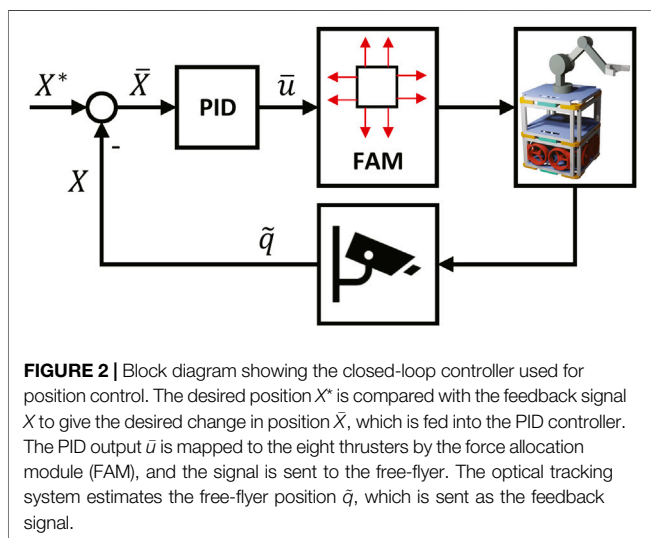 X* X̄ PID ū FAM
- X
q̃
FIGURE 2 | Block diagram showing the closed-loop controller used for
position control. The desired position X* is compared with the feedback signal
X to give the desired change in position X̄, which is fed into the PID controller.
The PID output ū is mapped to the eight thrusters by the force allocation
module (FAM), and the signal is sent to the free-flyer. The optical tracking
system estimates the free-flyer position q̃, which is sent as the feedback
signal.